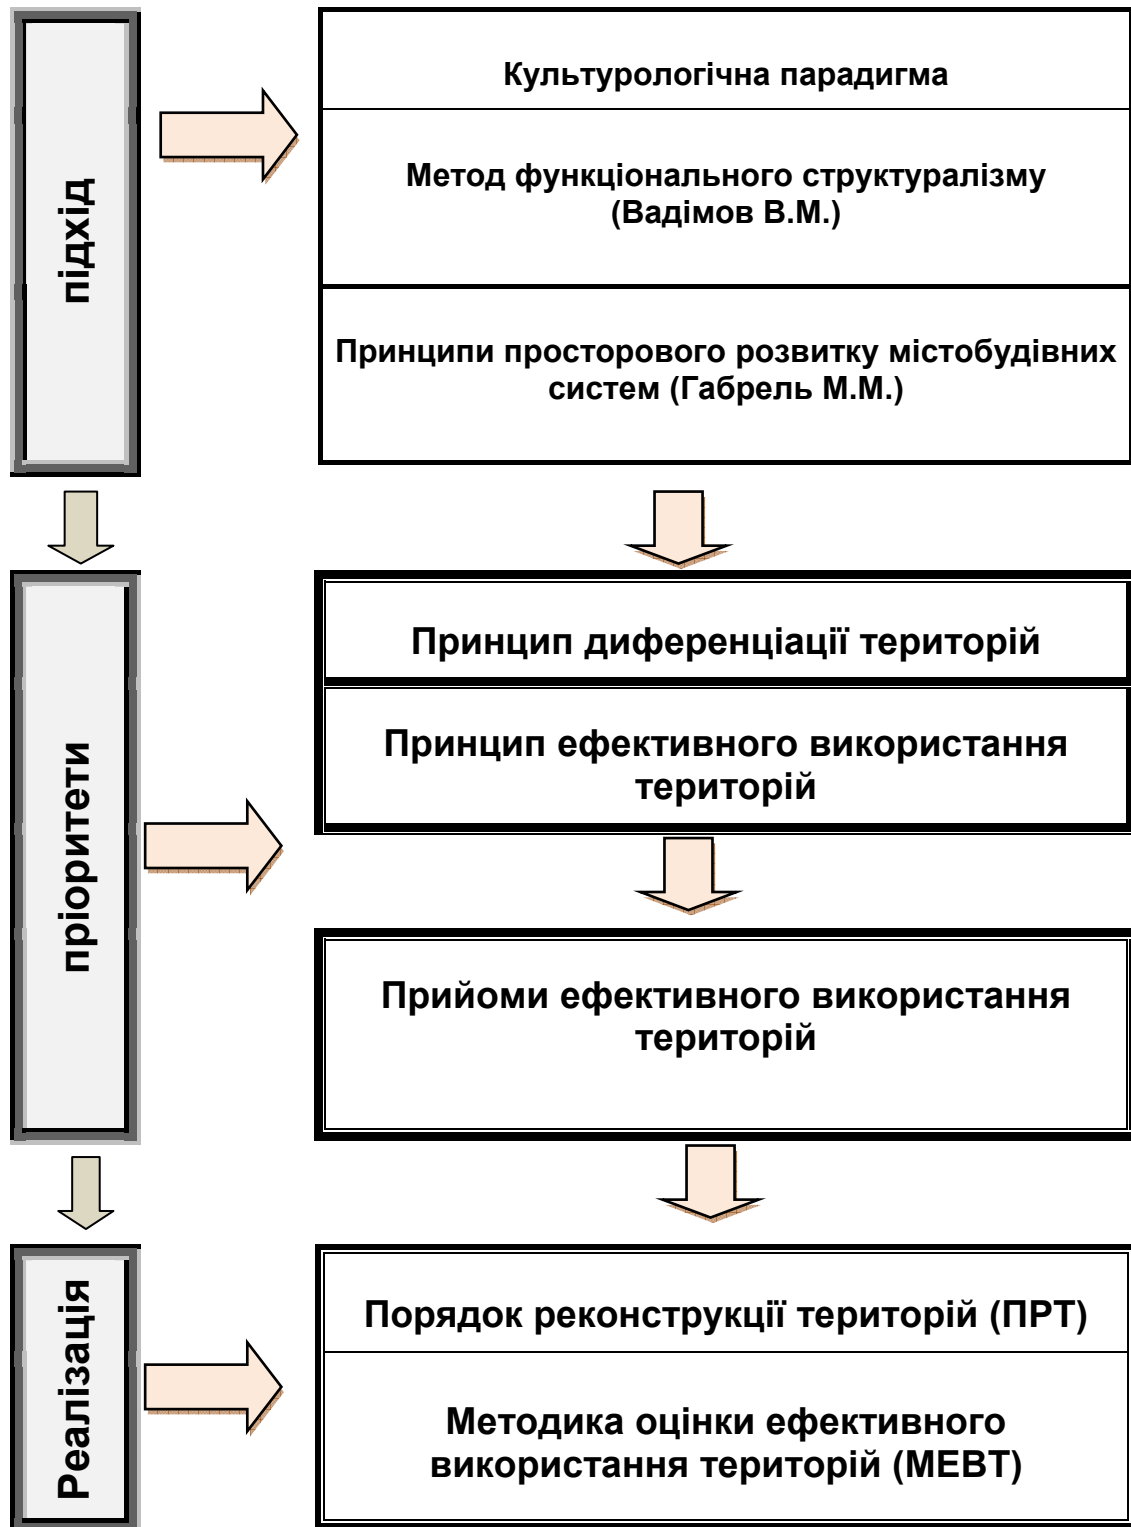 підхід
Культурологічна парадигма
Метод функціонального структуралізму
(Вадімов В.М.)
Принципи просторового розвитку містобудівних
систем (Габрель М.М.)
пріоритети
Принцип диференціації територій
Принцип ефективного використання
територій
Прийоми ефективного використання
територій
Реалізація
Порядок реконструкції територій (ПРТ)
Методика оцінки ефективного
використання територій (МЕВТ)